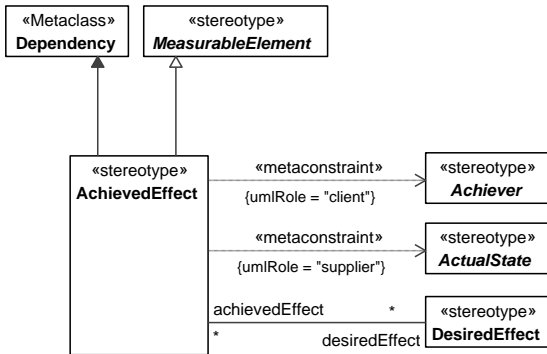 «Metaclass»
Dependency
«stereotype»
MeasurableElement
«stereotype»
AchievedEffect
«metaconstraint»
{umlRole = "client"}
«stereotype»
Achiever
«metaconstraint»
{umlRole = "supplier"}
«stereotype»
ActualState
achievedEffect *
* desiredEffect
«stereotype»
DesiredEffect